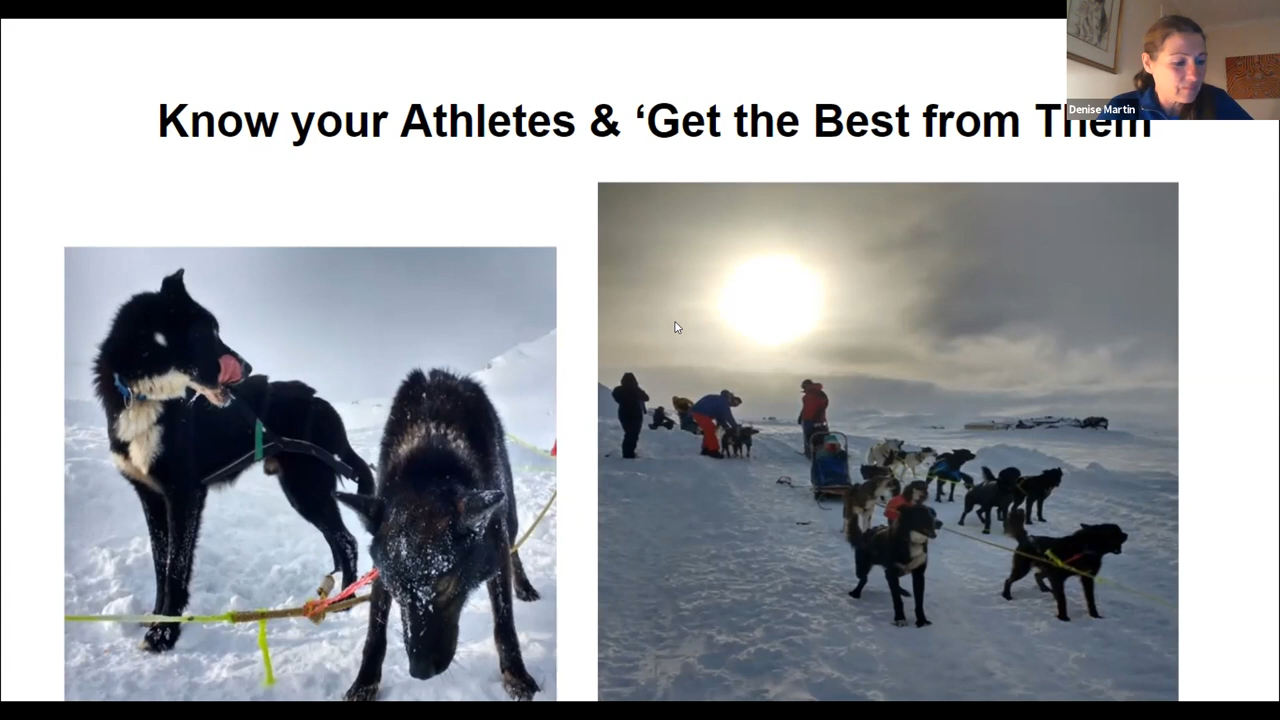 Know your Athletes & ‘Get the Best from Them
Denise Martin